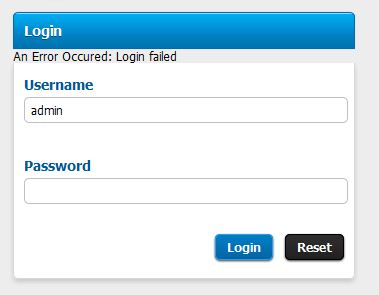 Login
An Error Occured: Login failed
Username
admin
Password
Login
Reset